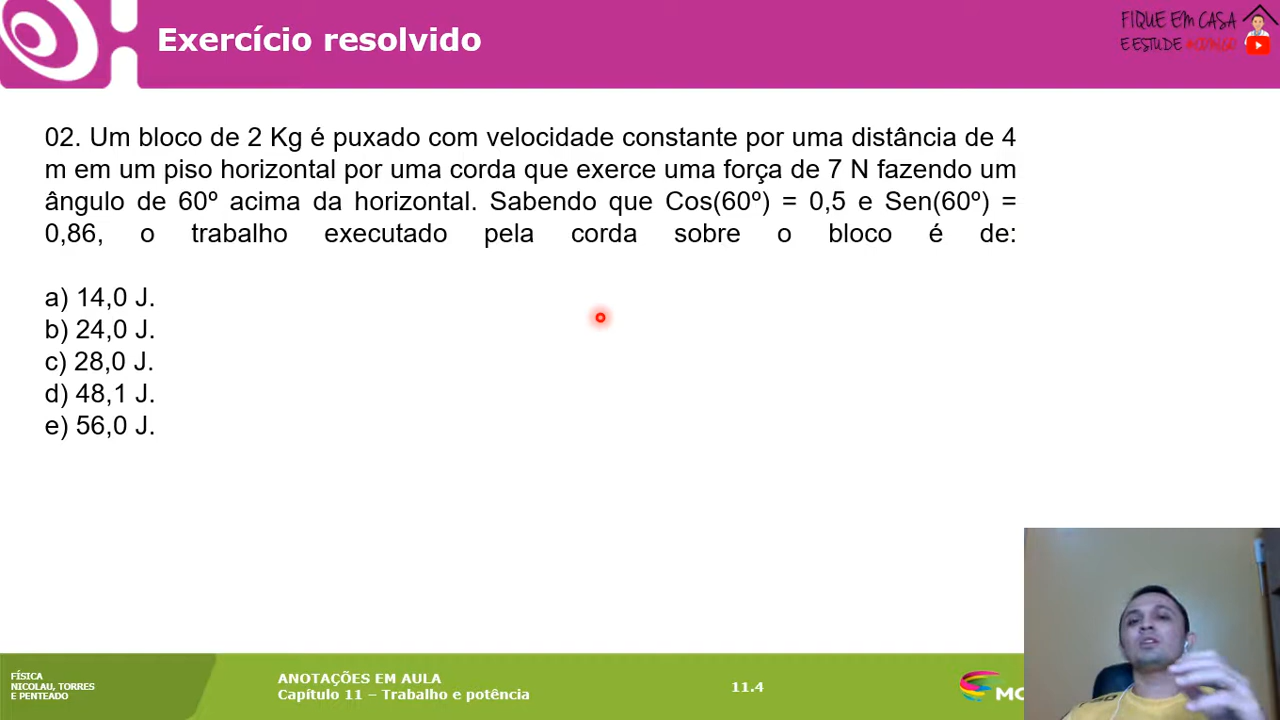 Exercício resolvido
FIQUE EM CASA
E ESTUDE
02. Um bloco de 2 Kg é puxado com velocidade constante por uma distância de 4
m em um piso horizontal por uma corda que exerce uma força de 7 N fazendo um
ângulo de 60º acima da horizontal. Sabendo que Cos(60º) = 0,5 e Sen(60º) =
0,86, o trabalho executado pela corda sobre o bloco é de:
a) 14,0 J.
b) 24,0 J.
c) 28,0 J.
d) 48,1 J.
e) 56,0 J.
FÍSICA
NICOLAU, TORRES
E PENTEADO
ANOTAÇÕES EM AULA
Capítulo 11 – Trabalho e potência
11.4